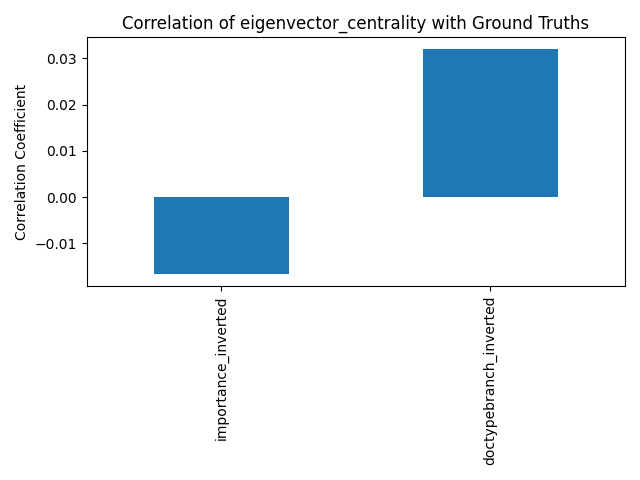 Correlation of eigenvector_centrality with Ground Truths
Correlation Coefficient
0.03
0.02
0.01
0.00
−0.01
importance_inverted
doctypebranch_inverted